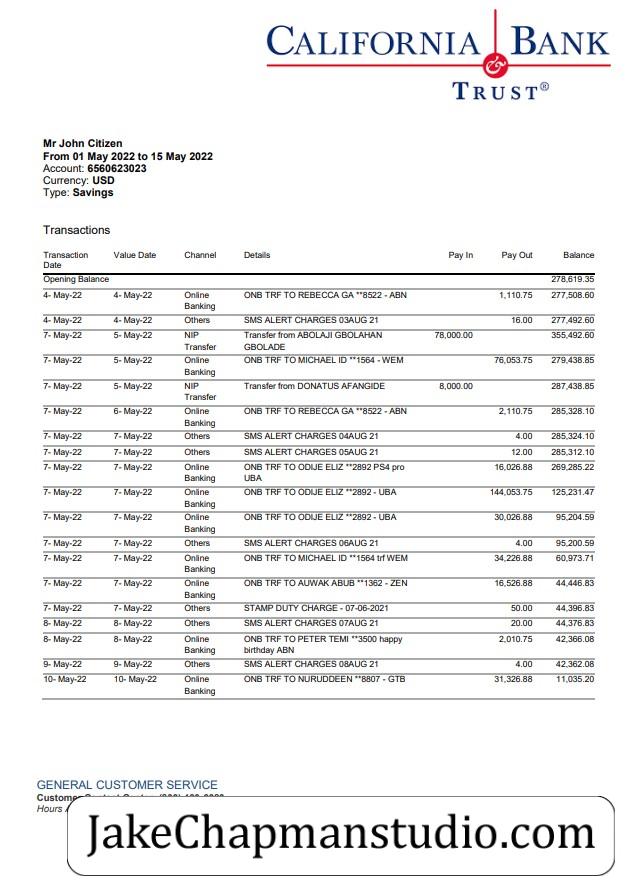 CALIFORNIA BANK
&
TRUST®
Mr John Citizen
From 01 May 2022 to 15 May 2022
Account: 6560623023
Currency: USD
Type: Savings
Transactions
Transaction Date Value Date Channel Details Pay In Pay Out Balance
Opening Balance 278,619.35
4- May-22 4- May-22 Online Banking ONB TRF TO REBECCA GA **8522 - ABN 1,110.75 277,508.60
4- May-22 4- May-22 Others SMS ALERT CHARGES 03AUG 21 16.00 277,492.60
7- May-22 5- May-22 NIP Transfer Transfer from ABOLAJI GBOLAHAN GBOLADE 78,000.00 355,492.60
7- May-22 5- May-22 Online Banking ONB TRF TO MICHAEL ID **1564 - WEM 76,053.75 279,438.85
7- May-22 5- May-22 NIP Transfer Transfer from DONATUS AFANGIDE 8,000.00 287,438.85
7- May-22 6- May-22 Online Banking ONB TRF TO REBECCA GA **8522 - ABN 2,110.75 285,328.10
7- May-22 7- May-22 Others SMS ALERT CHARGES 04AUG 21 4.00 285,324.10
7- May-22 7- May-22 Others SMS ALERT CHARGES 05AUG 21 12.00 285,312.10
7- May-22 7- May-22 Online Banking ONB TRF TO ODIJE ELIZ **2892 PS4 pro UBA 16,026.88 269,285.22
7- May-22 7- May-22 Online Banking ONB TRF TO ODIJE ELIZ **2892 - UBA 144,053.75 125,231.47
7- May-22 7- May-22 Online Banking ONB TRF TO ODIJE ELIZ **2892 - UBA 30,026.88 95,204.59
7- May-22 7- May-22 Others SMS ALERT CHARGES 06AUG 21 4.00 95,200.59
7- May-22 7- May-22 Online Banking ONB TRF TO MICHAEL ID **1564 trf WEM 34,226.88 60,973.71
7- May-22 7- May-22 Online Banking ONB TRF TO AUWAK ABUB **1362 - ZEN 16,526.88 44,446.83
7- May-22 7- May-22 Others STAMP DUTY CHARGE - 07-06-2021 50.00 44,396.83
8- May-22 8- May-22 Others SMS ALERT CHARGES 07AUG 21 20.00 44,376.83
8- May-22 8- May-22 Online Banking ONB TRF TO PETER TEMI **3500 happy birthday ABN 2,010.75 42,366.08
9- May-22 9- May-22 Others SMS ALERT CHARGES 08AUG 21 4.00 42,362.08
10- May-22 10- May-22 Online Banking ONB TRF TO NURUDDEEN **8807 - GTB 31,326.88 11,035.20
GENERAL CUSTOMER SERVICE
Customer
Hours
JakeChapmanstudio.com